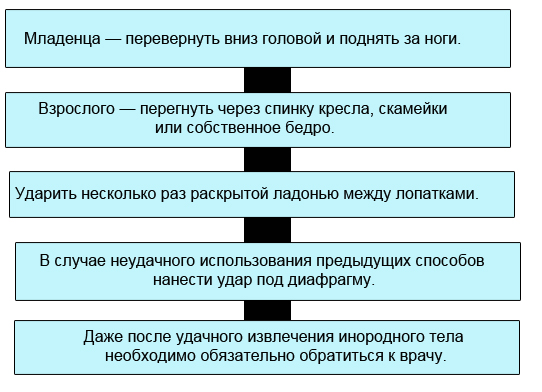 Младенца — перевернуть вниз головой и поднять за ноги.
Взрослого — перегнуть через спинку кресла, скамейки
или собственное бедро.
Ударить несколько раз раскрытой ладонью между лопатками.
В случае неудачного использования предыдущих способов
нанести удар под диафрагму.
Даже после удачного извлечения инородного тела
необходимо обязательно обратиться к врачу.